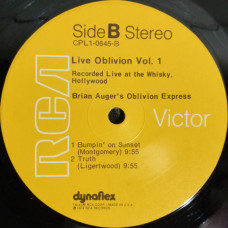 Side B Stereo
CPL1-0645-B
Live Oblivion Vol. 1
Recorded Live at the Whisky,
Hollywood
Brian Auger's Oblivion Express
RCA
Victor
1 Bumpin' on Sunset
(Montgomery) 9:55
2 Truth
(Ligertwood) 9:55
dynaflex